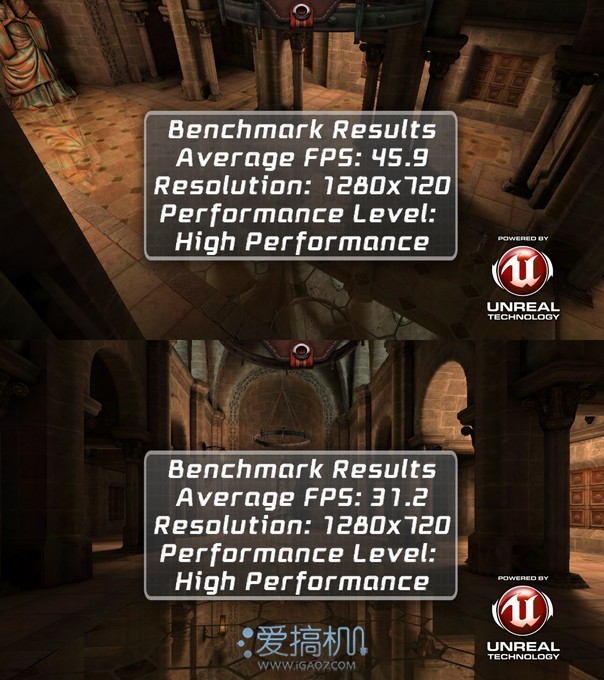 Benchmark Results
Average FPS: 45.9
Resolution: 1280x720
Performance Level:
High Performance
POWERED BY
UNREAL
TECHNOLOGY
Benchmark Results
Average FPS: 31.2
Resolution: 1280x720
Performance Level:
High Performance
POWERED BY
UNREAL
TECHNOLOGY
爱搞机
WWW.iGAO7.COM